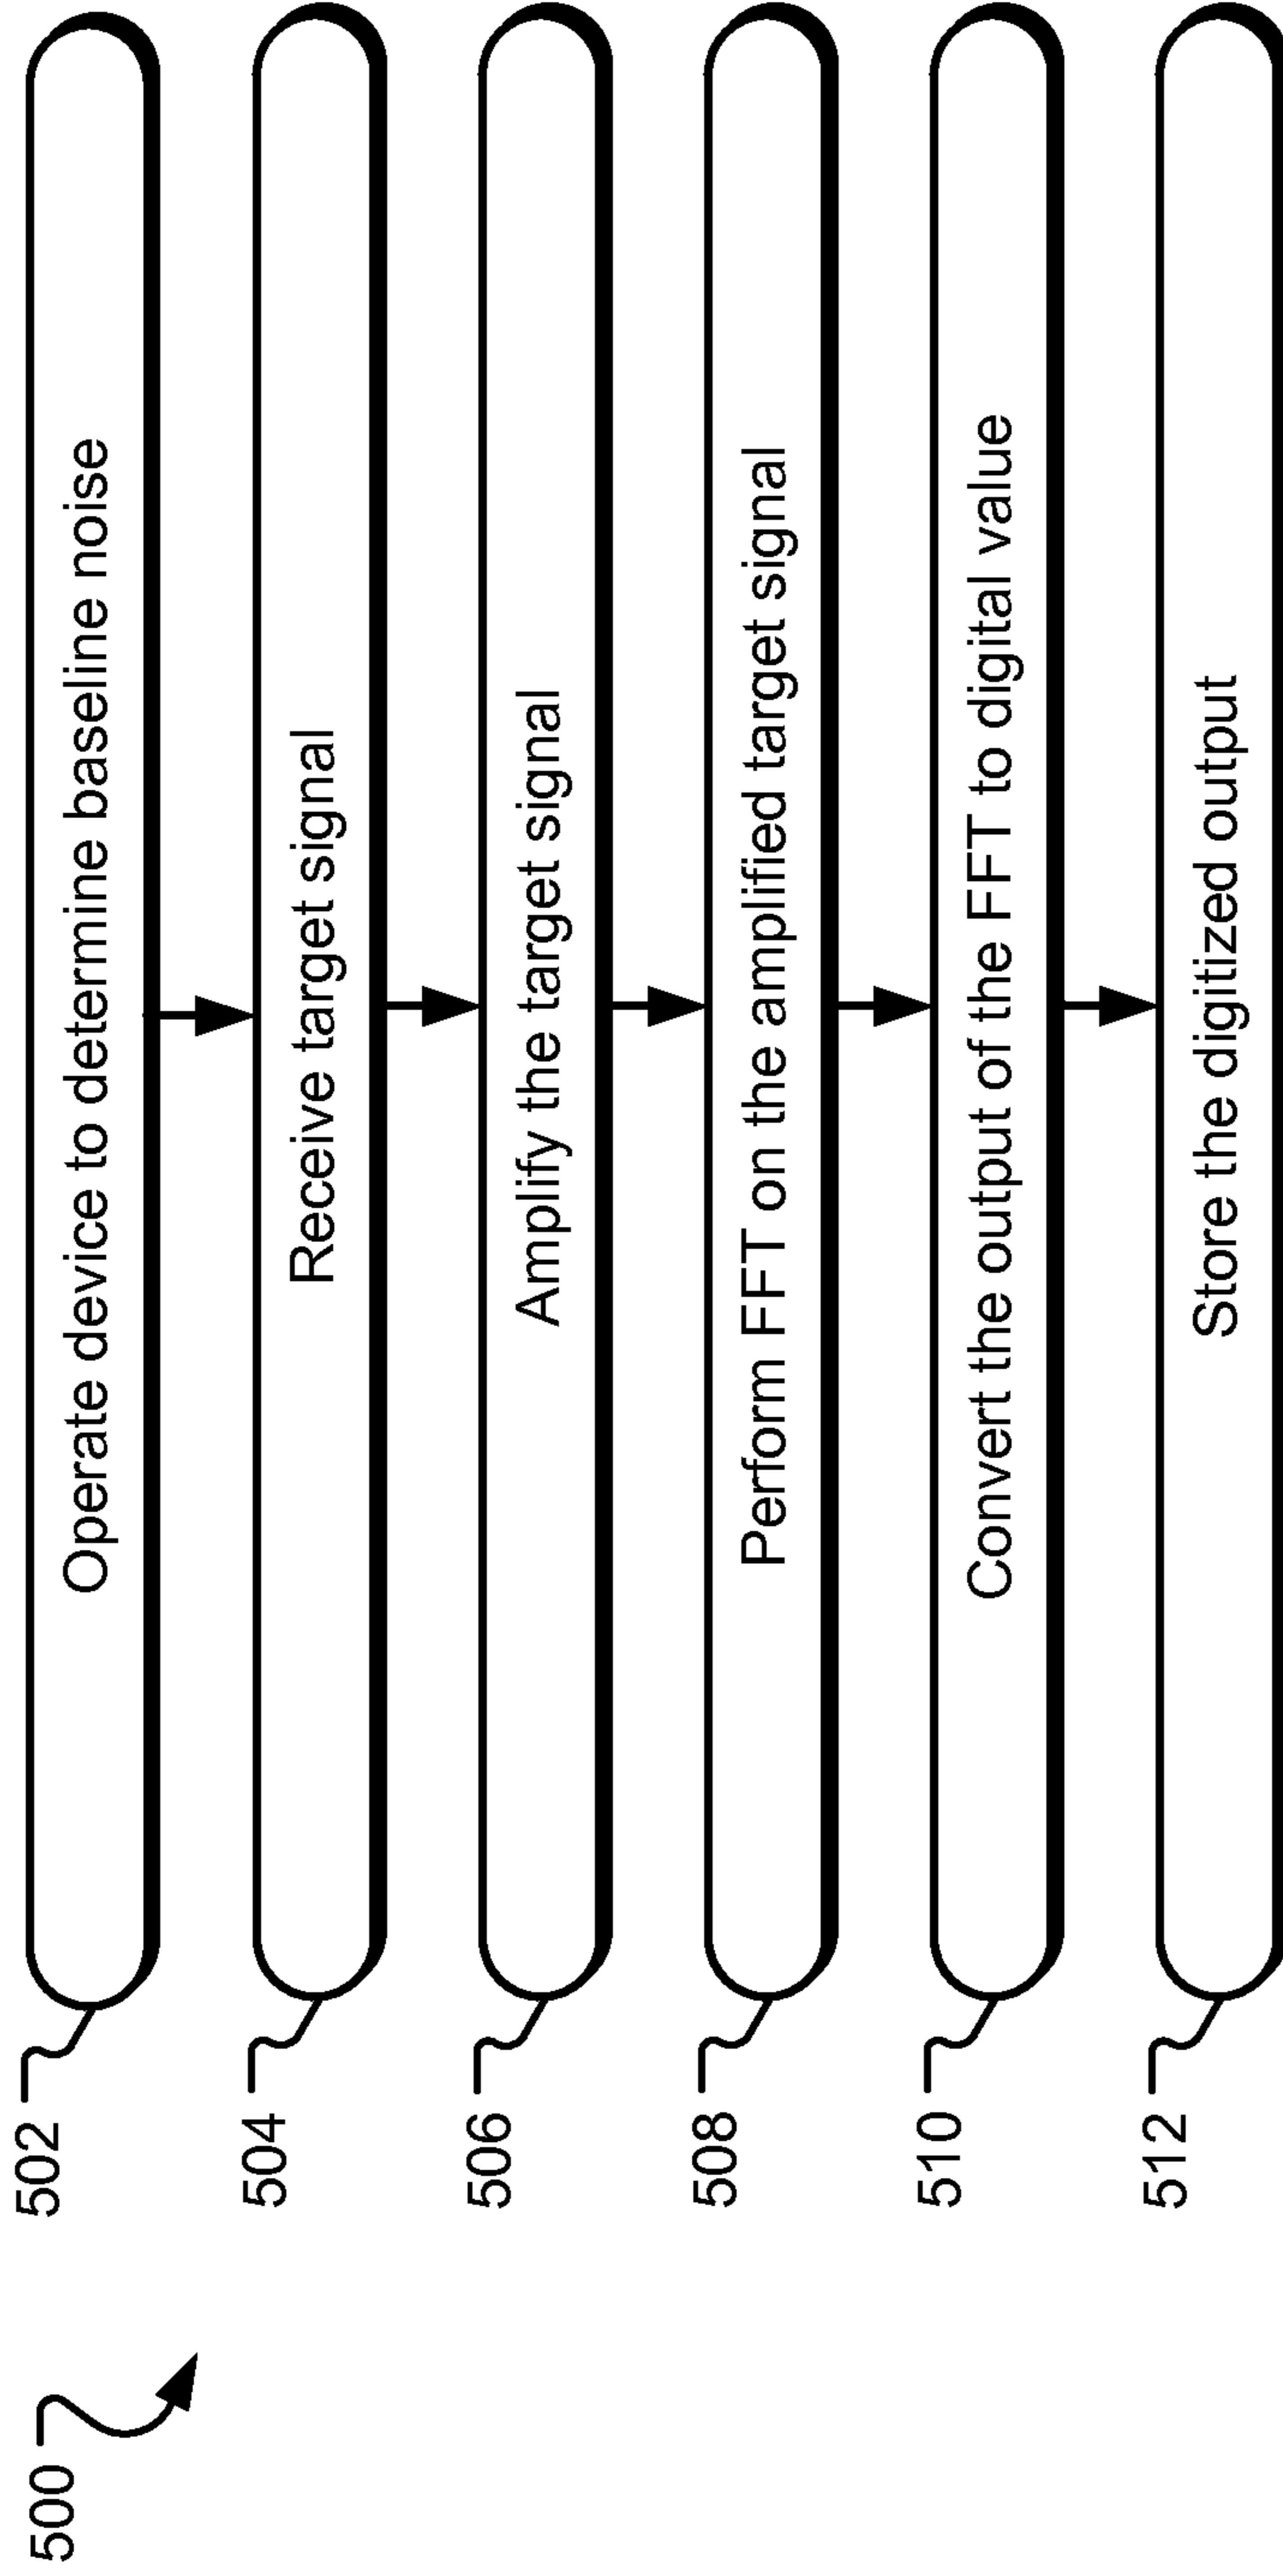 500
502
Operate device to determine baseline noise
504
Receive target signal
506
Amplify the target signal
508
Perform FFT on the amplified target signal
510
Convert the output of the FFT to digital value
512
Store the digitized output